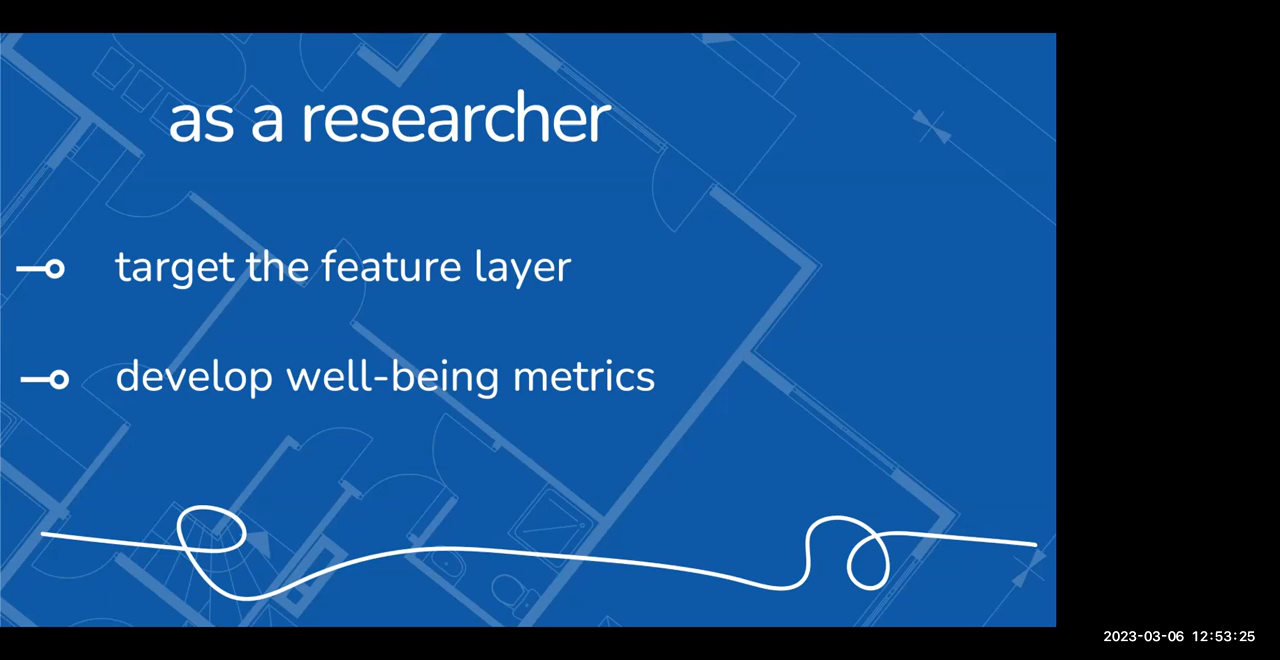 as a researcher
target the feature layer
develop well-being metrics
2023-03-06 12:53:25